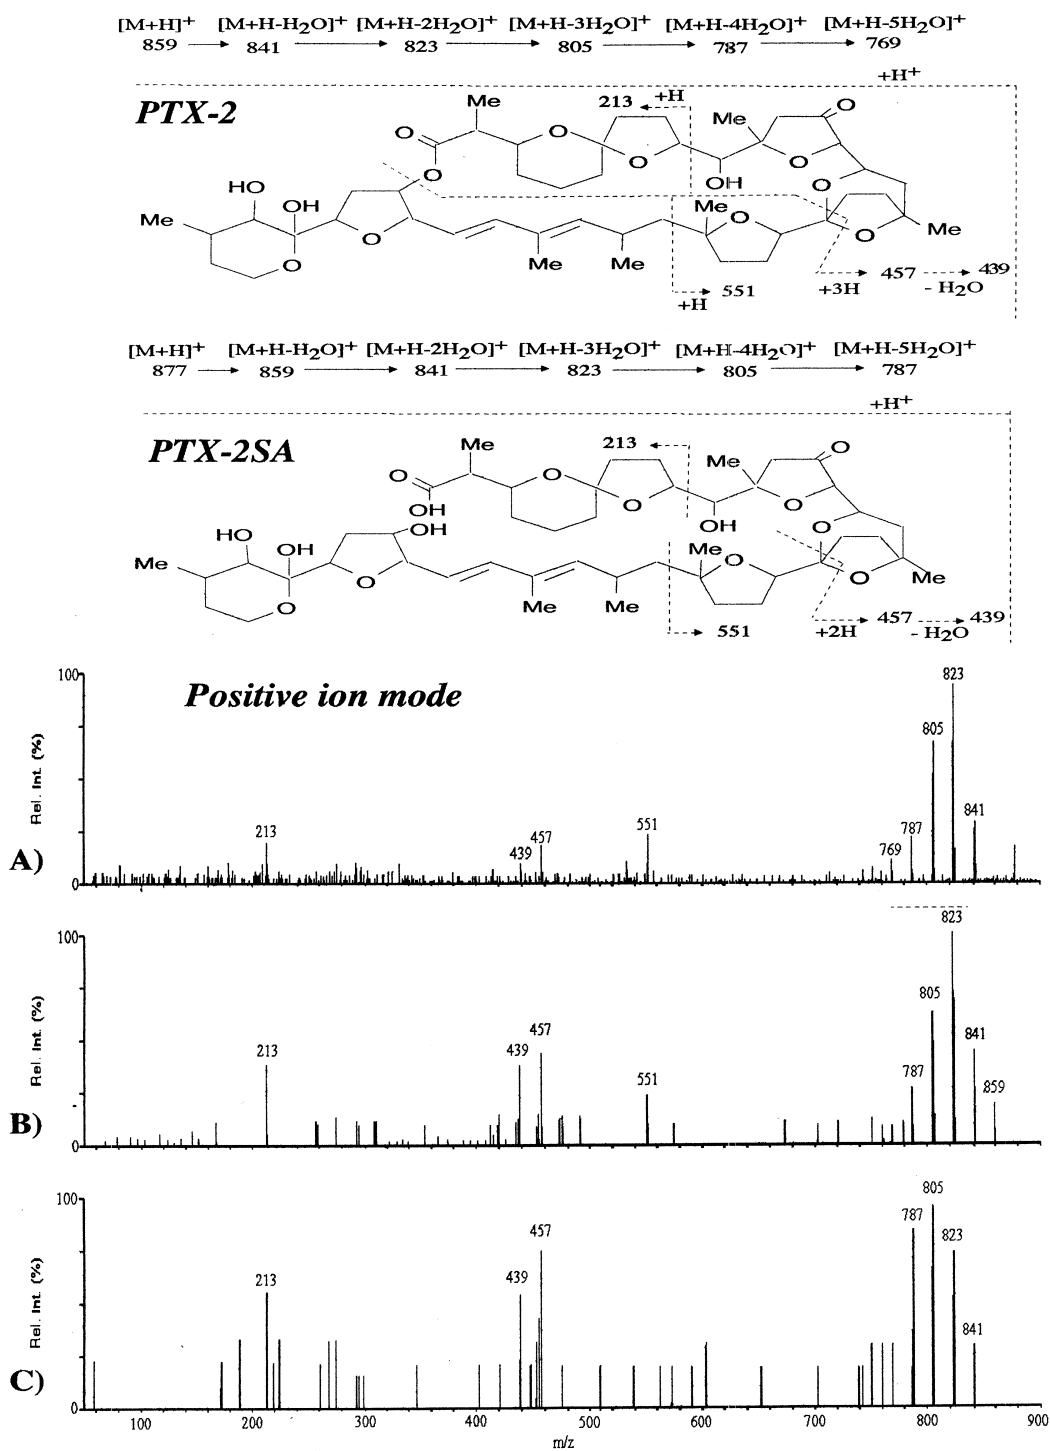 [M+H]+ [M+H-H2O]+ [M+H-2H2O]+ [M+H-3H2O]+ [M+H-4H2O]+ [M+H-5H2O]+
859 841 823 805 787 769
+H+
PTX-2
Me 213 +H Me O
O O O O
O OH O
HO OH Me O
Me O O Me
O Me Me
+H 551 +3H 457 - H2O 439
[M+H]+ [M+H-H2O]+ [M+H-2H2O]+ [M+H-3H2O]+ [M+H-4H2O]+ [M+H-5H2O]+
877 859 841 823 805 787
+H+
PTX-2SA
Me 213 Me O
O O O O
OH OH O
HO OH OH Me O
Me O O Me
O Me Me
551 +2H 457 - H2O 439
Positive ion mode
A)
Rel. Int. (%)
100
0
213 439 457 551 769 787 805 823 841
B)
Rel. Int. (%)
100
0
213 439 457 551 787 805 823 841 859
C)
Rel. Int. (%)
100
0
213 439 457 787 805 823 841
100 200 300 400 500 600 700 800 900
m/z